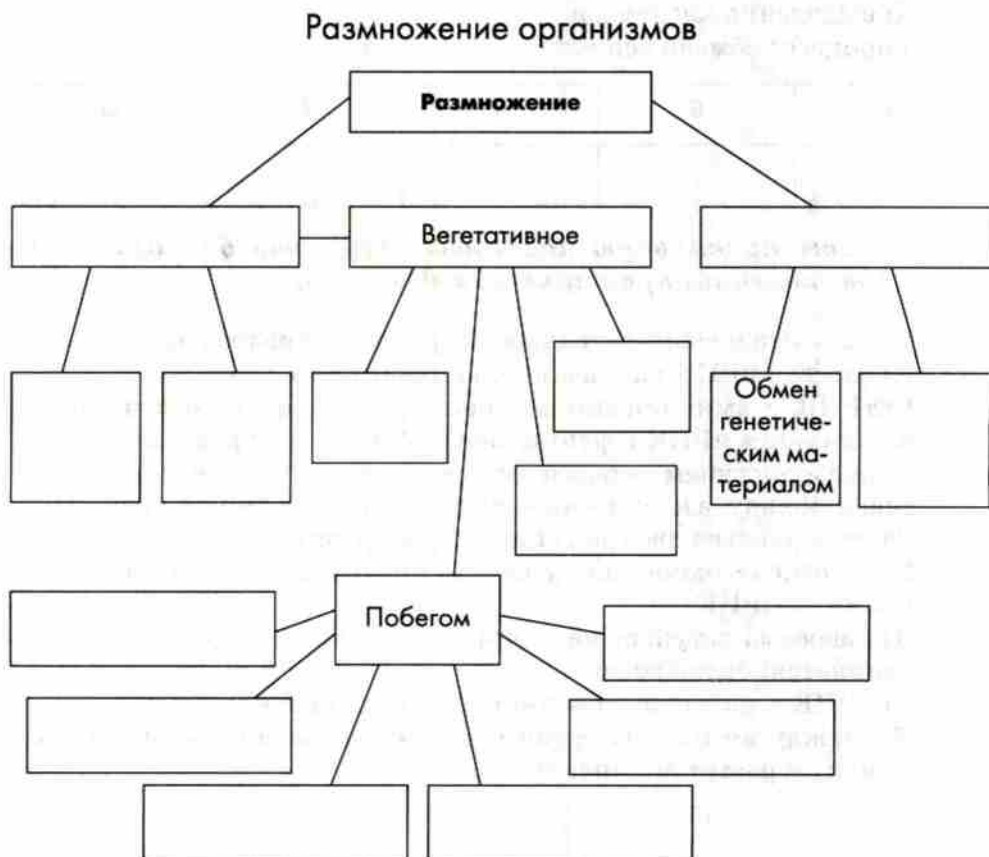 Размножение организмов
Размножение
Вегетативное
Обмен
генетиче-
ским ма-
териалом
Побегом